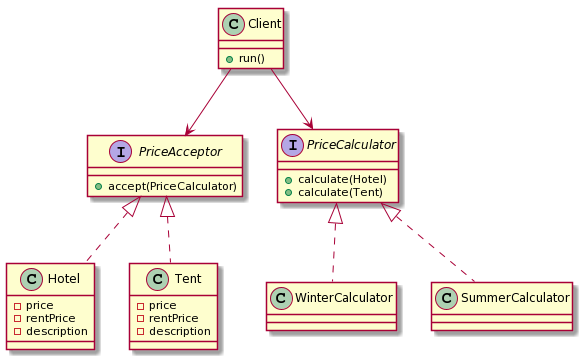 C Client
run()
I PriceAcceptor
accept(PriceCalculator)
I PriceCalculator
calculate(Hotel)
calculate(Tent)
C Hotel
price
rentPrice
description
C Tent
price
rentPrice
description
C WinterCalculator
C SummerCalculator